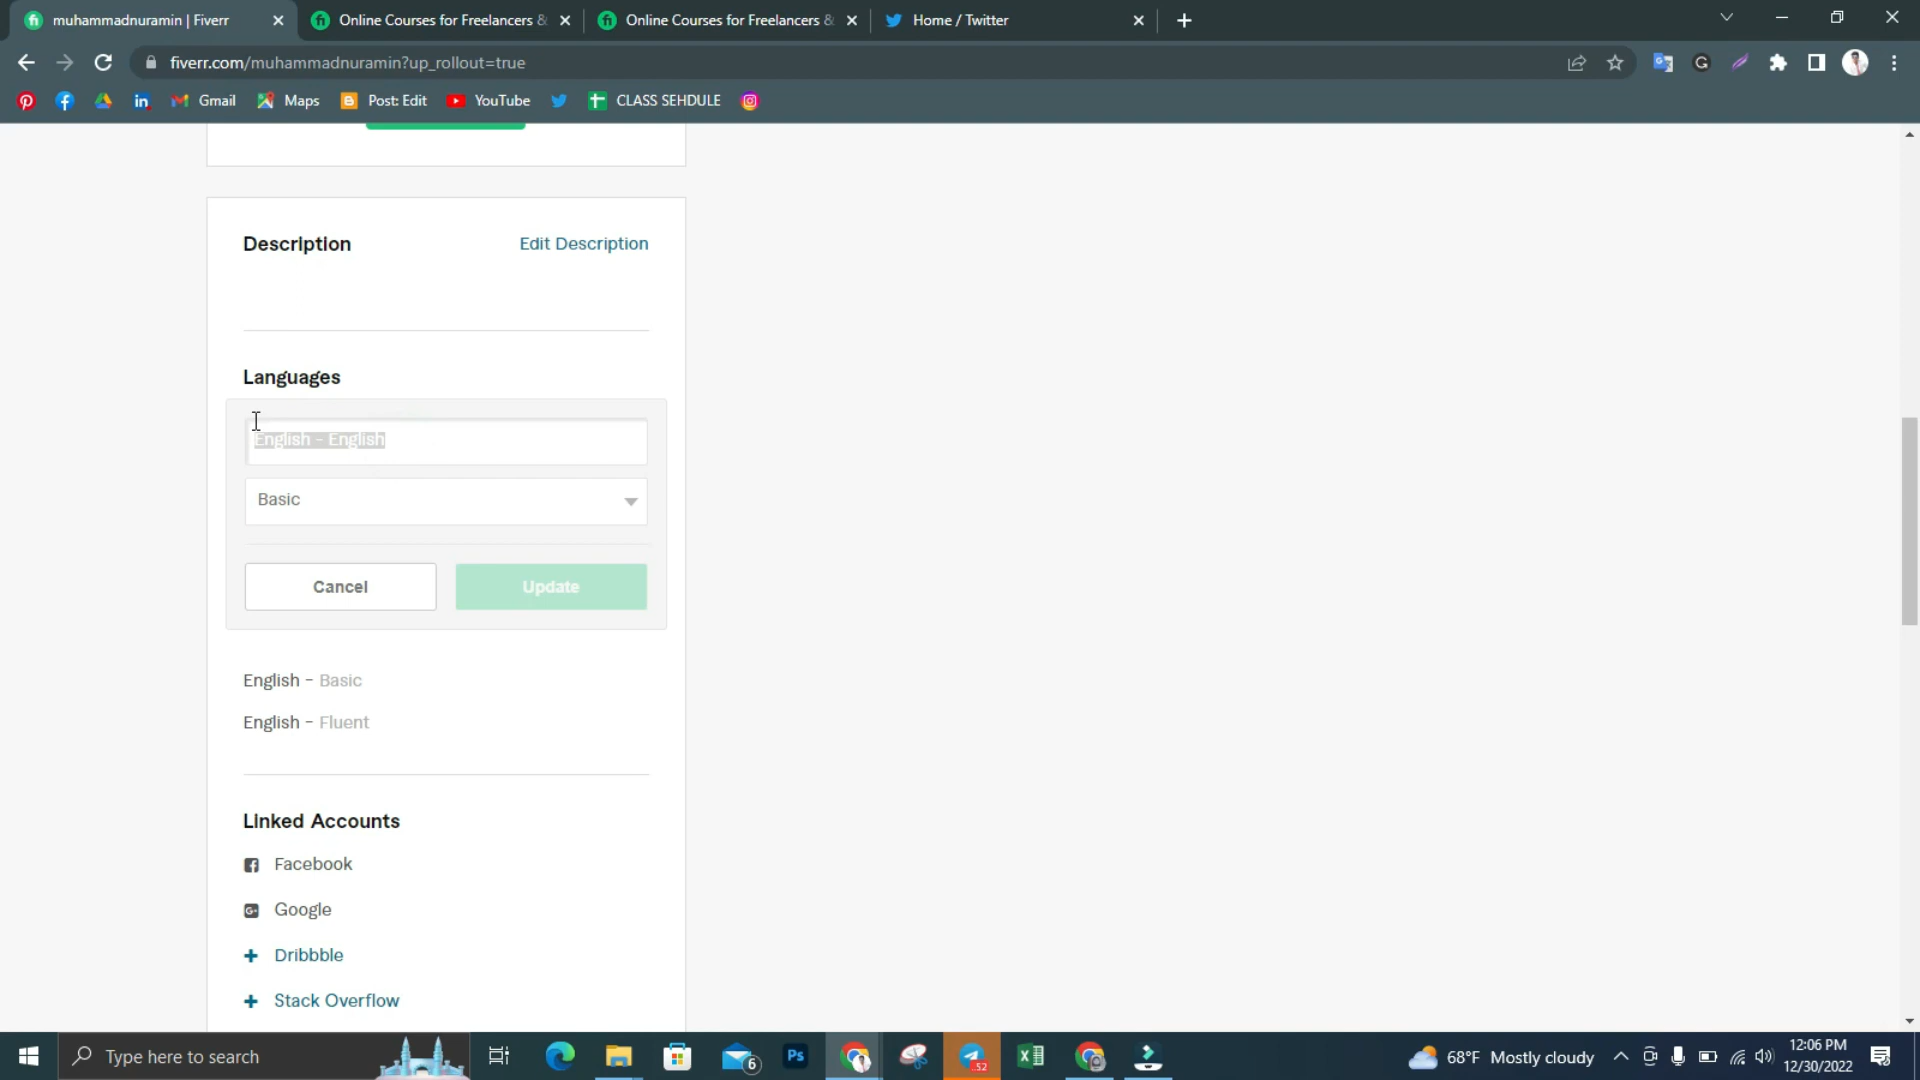 muhammadnuramin | Fiverr
Online Courses for Freelancers &
Online Courses for Freelancers &
Home / Twitter
fiverr.com/muhammadnuramin?up_rollout=true
Gmail
Maps
Post: Edit
YouTube
CLASS SEHDULE
Description
Edit Description
Languages
English - English
Basic
Cancel
Update
English - Basic
English - Fluent
Linked Accounts
Facebook
Google
Dribbble
Stack Overflow
Type here to search
6
Ps
52
68°F Mostly cloudy
12:06 PM
12/30/2022